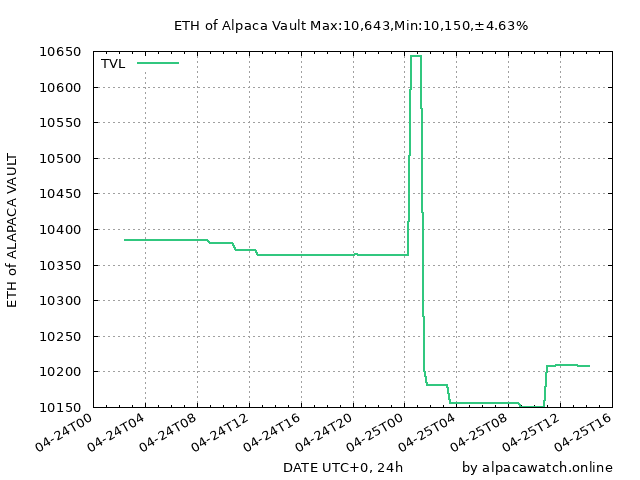 ETH of Alpaca Vault Max:10,643,Min:10,150,±4.63%
TVL
10650
10600
10550
10500
10450
10400
10350
10300
10250
10200
10150
ETH of ALAPACA VAULT
04-24T00
04-24T04
04-24T08
04-24T12
04-24T16
04-24T20
04-25T00
04-25T04
04-25T08
04-25T12
04-25T16
DATE UTC+0, 24h
by alpacawatch.online